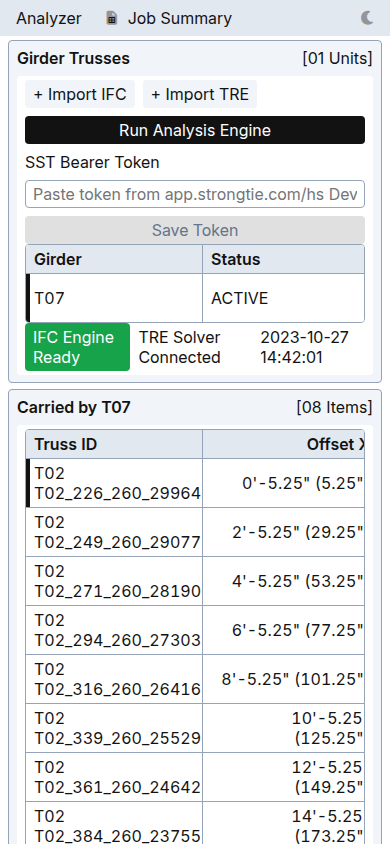 Analyzer Job Summary
Girder Trusses [01 Units]
+ Import IFC + Import TRE
Run Analysis Engine
SST Bearer Token
Paste token from app.strongtie.com/hs Dev
Save Token
Girder Status
T07 ACTIVE
IFC Engine Ready TRE Solver Connected 2023-10-27 14:42:01
Carried by T07 [08 Items]
Truss ID Offset X
T02
T02_226_260_29964 0'-5.25" (5.25"
T02
T02_249_260_29077 2'-5.25" (29.25"
T02
T02_271_260_28190 4'-5.25" (53.25"
T02
T02_294_260_27303 6'-5.25" (77.25"
T02
T02_316_260_26416 8'-5.25" (101.25"
T02 10'-5.25
T02_339_260_25529 (125.25"
T02 12'-5.25
T02_361_260_24642 (149.25"
T02 14'-5.25
T02_384_260_23755 (173.25"